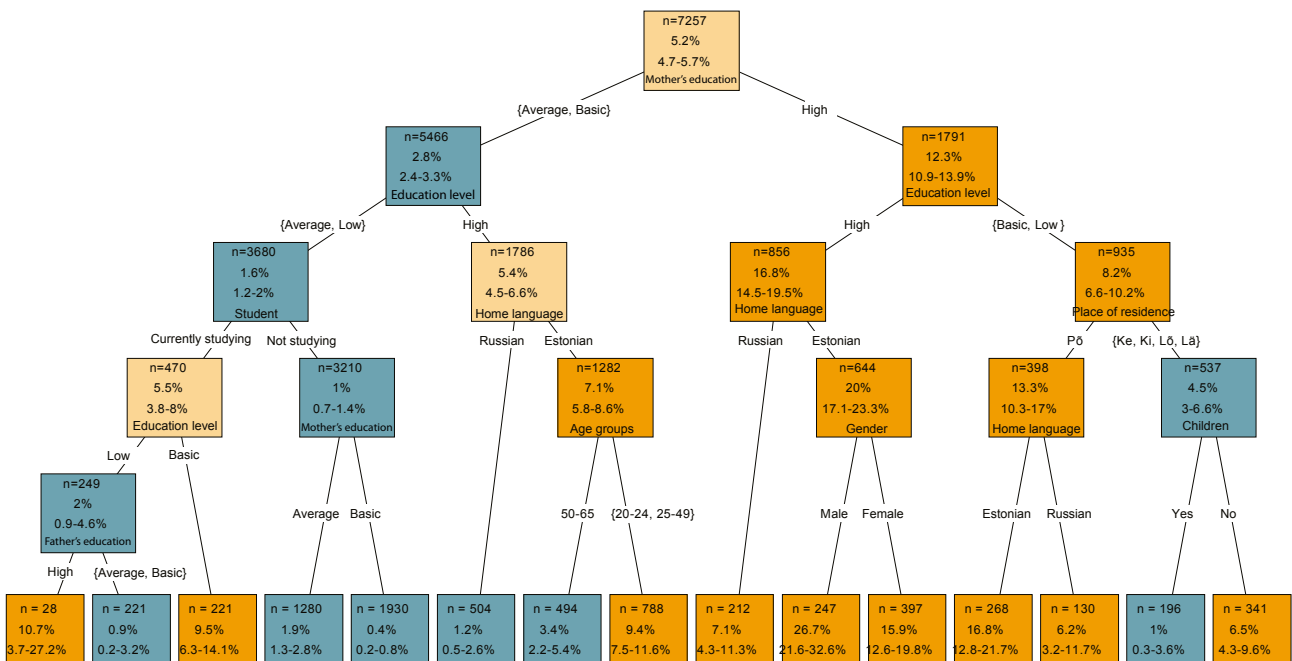 n=7257
5.2%
4.7-5.7%
Mother's education
{Average, Basic}
High
n=5466
2.8%
2.4-3.3%
Education level
n=1791
12.3%
10.9-13.9%
Education level
{Average, Low}
High
High
{Basic, Low }
n=3680
1.6%
1.2-2%
Student
n=1786
5.4%
4.5-6.6%
Home language
n=856
16.8%
14.5-19.5%
Home language
n=935
8.2%
6.6-10.2%
Place of residence
Currently studying
Not studying
Russian
Estonian
Russian
Estonian
Põ
{Ke, Ki, Lõ, Lä}
n=470
5.5%
3.8-8%
Education level
n=3210
1%
0.7-1.4%
Mother's education
n=1282
7.1%
5.8-8.6%
Age groups
n=644
20%
17.1-23.3%
Gender
n=398
13.3%
10.3-17%
Home language
n=537
4.5%
3-6.6%
Children
Low
Basic
n=249
2%
0.9-4.6%
Father's education
Average
Basic
50-65
{20-24, 25-49}
Male
Female
Estonian
Russian
Yes
No
High
{Average, Basic}
n = 28
10.7%
3.7-27.2%
n = 221
0.9%
0.2-3.2%
n = 221
9.5%
6.3-14.1%
n = 1280
1.9%
1.3-2.8%
n = 1930
0.4%
0.2-0.8%
n = 504
1.2%
0.5-2.6%
n = 494
3.4%
2.2-5.4%
n = 788
9.4%
7.5-11.6%
n = 212
7.1%
4.3-11.3%
n = 247
26.7%
21.6-32.6%
n = 397
15.9%
12.6-19.8%
n = 268
16.8%
12.8-21.7%
n = 130
6.2%
3.2-11.7%
n = 196
1%
0.3-3.6%
n = 341
6.5%
4.3-9.6%